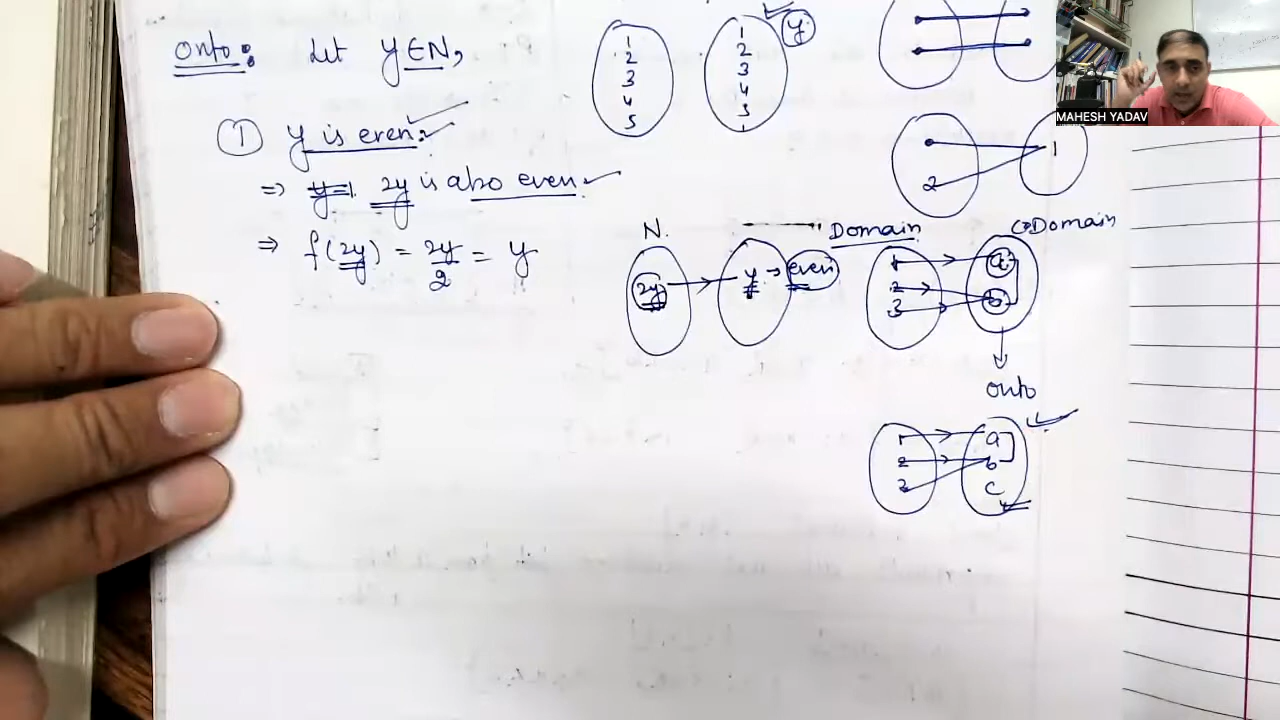 Onto: Let y∈N,
① y is even:
⇒ y=1 2y is also even
⇒ f(2y) = 2y/2 = y
1
2
3
4
5
1
2
3
4
5
y
1
2
MAHESH YADAV
N.
2y
y → even
Domain
CoDomain
1
2
3
a
b
onto
1
2
3
a
b
c